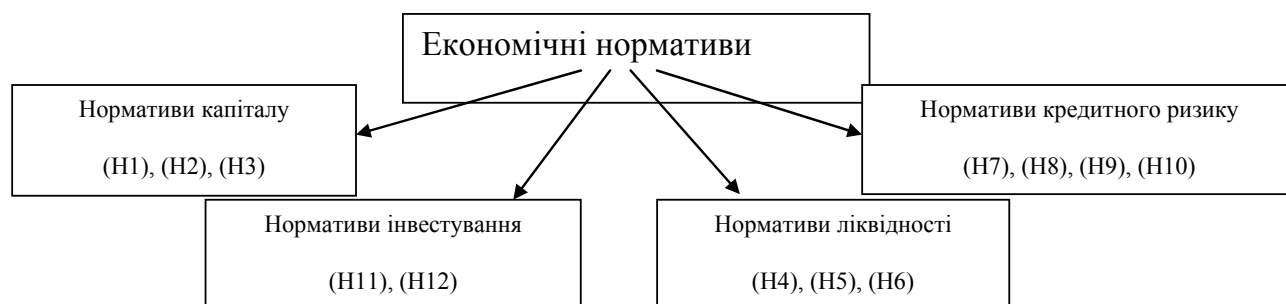 Економічні нормативи
Нормативи капіталу
(Н1), (Н2), (Н3)
Нормативи кредитного ризику
(Н7), (Н8), (Н9), (Н10)
Нормативи інвестування
(Н11), (Н12)
Нормативи ліквідності
(Н4), (Н5), (Н6)